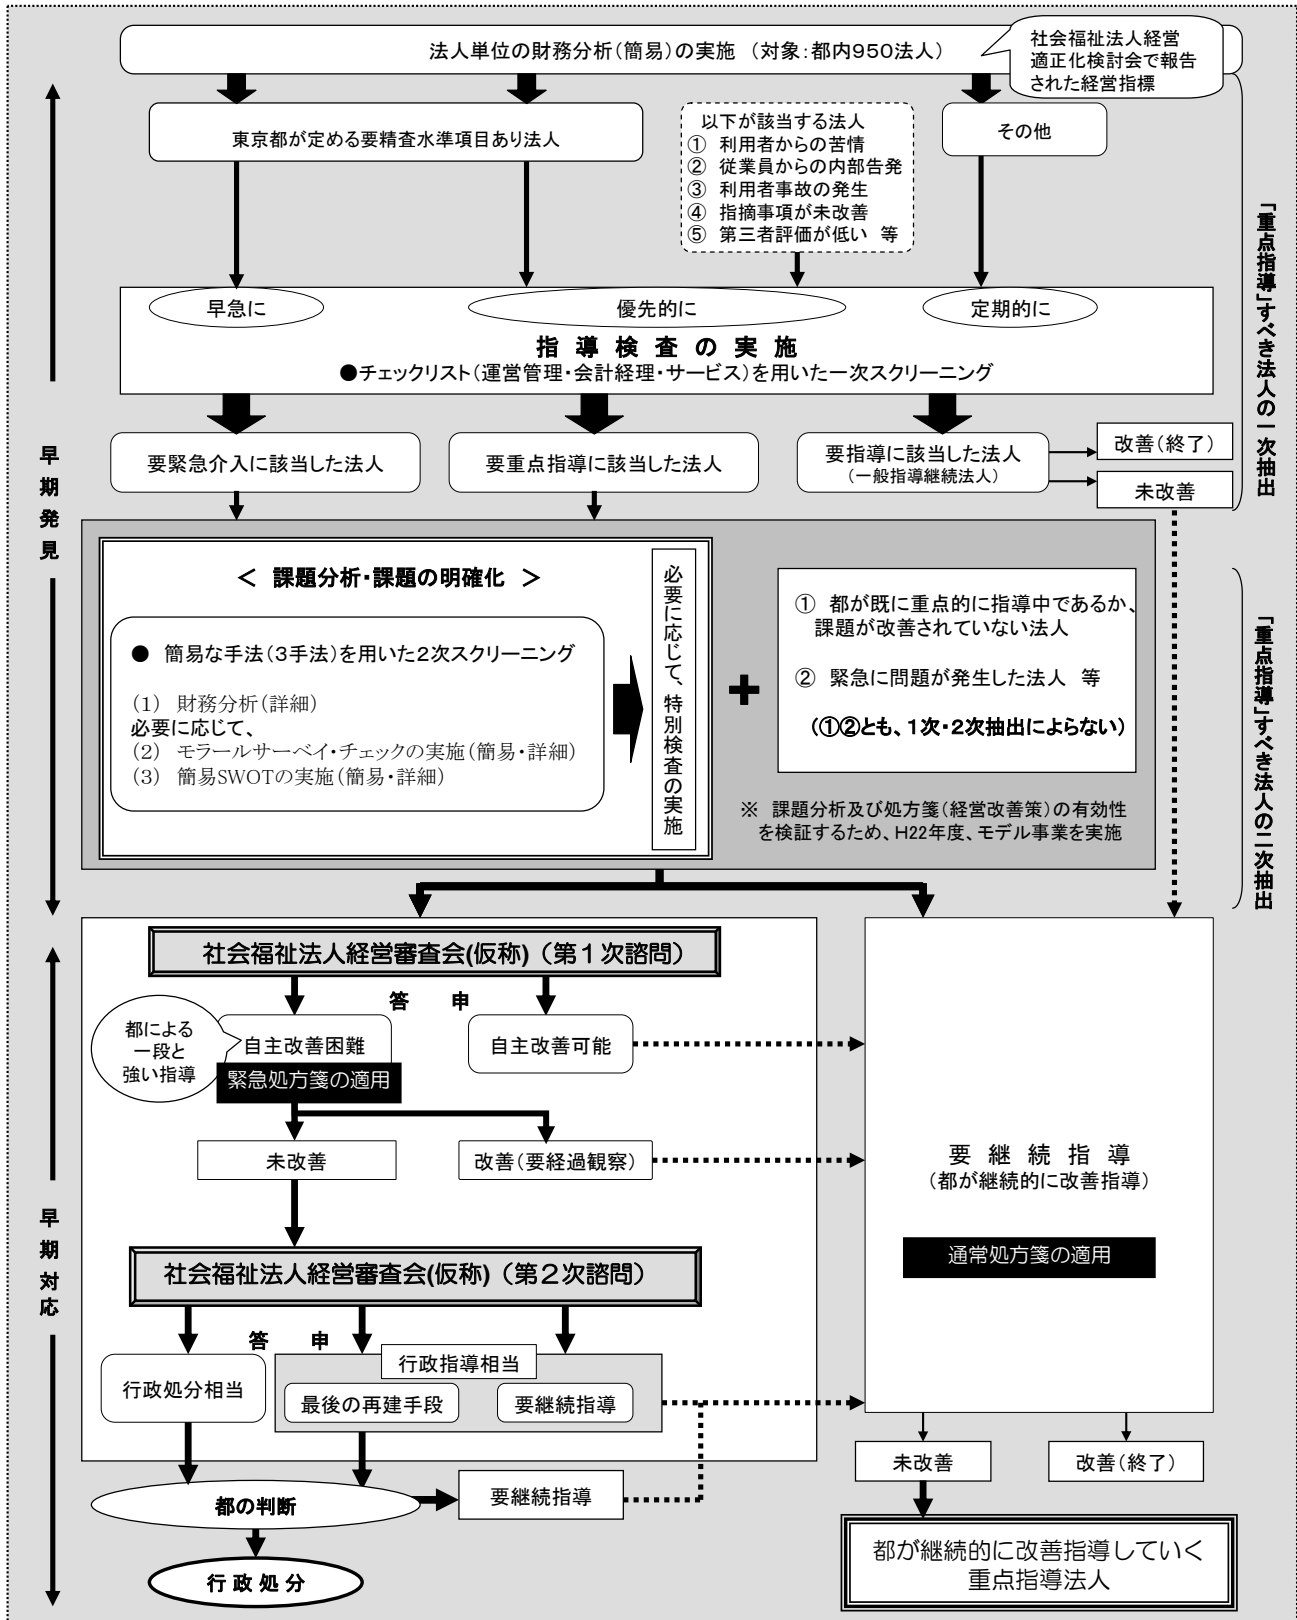 法人単位の財務分析（簡易）の実施 （対象：都内950法人）
社会福祉法人経営
適正化検討会で報告
された経営指標
東京都が定める要精査水準項目あり法人
以下が該当する法人
① 利用者からの苦情
② 従業員からの内部告発
③ 利用者事故の発生
④ 指摘事項が未改善
⑤ 第三者評価が低い 等
その他
早急に
優先的に
定期的に
指 導 検 査 の 実 施
●チェックリスト（運営管理・会計経理・サービス）を用いた一次スクリーニング
「重点指導」すべき法人の一次抽出
要緊急介入に該当した法人
要重点指導に該当した法人
要指導に該当した法人
（一般指導継続法人）
改善（終了）
未改善
早期発見
＜ 課題分析・課題の明確化 ＞
● 簡易な手法（３手法）を用いた２次スクリーニング
(1) 財務分析（詳細）
必要に応じて、
(2) モラールサーベイ・チェックの実施（簡易・詳細）
(3) 簡易SWOTの実施（簡易・詳細）
必要に応じて、特別検査の実施
① 都が既に重点的に指導中であるか、
課題が改善されていない法人
② 緊急に問題が発生した法人 等
（①②とも、１次・２次抽出によらない）
※ 課題分析及び処方箋（経営改善策）の有効性
を検証するため、H22年度、モデル事業を実施
「重点指導」すべき法人の二次抽出
社会福祉法人経営審査会(仮称)（第１次諮問）
答 申
都による
一段と
強い指導
自主改善困難
緊急処方箋の適用
自主改善可能
未改善
改善（要経過観察）
要 継 続 指 導
（都が継続的に改善指導）
通常処方箋の適用
早期対応
社会福祉法人経営審査会(仮称)（第２次諮問）
答 申
行政処分相当
行政指導相当
最後の再建手段
要継続指導
未改善
改善（終了）
都の判断
要継続指導
行 政 処 分
都が継続的に改善指導していく
重点指導法人